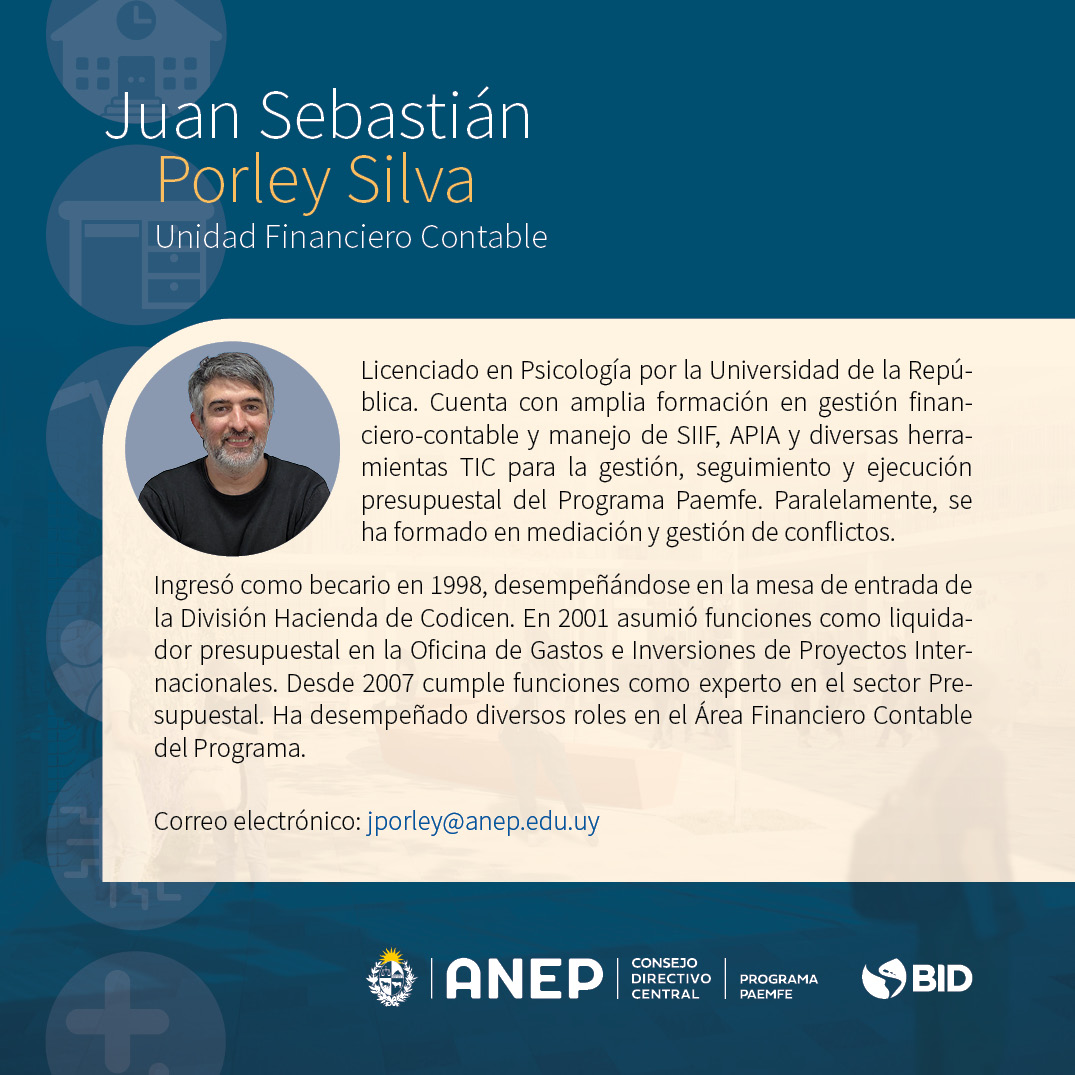 Juan Sebastián
Porley Silva
Unidad Financiero Contable
Licenciado en Psicología por la Universidad de la Repú-
blica. Cuenta con amplia formación en gestión finan-
ciero-contable y manejo de SIIF, APIA y diversas herra-
mientas TIC para la gestión, seguimiento y ejecución
presupuestal del Programa Paemfe. Paralelamente, se
ha formado en mediación y gestión de conflictos.
Ingresó como becario en 1998, desempeñándose en la mesa de entrada de
la División Hacienda de Codicen. En 2001 asumió funciones como liquida-
dor presupuestal en la Oficina de Gastos e Inversiones de Proyectos Inter-
nacionales. Desde 2007 cumple funciones como experto en el sector Pre-
supuestal. Ha desempeñado diversos roles en el Área Financiero Contable
del Programa.
Correo electrónico: jporley@anep.edu.uy
ANEP
CONSEJO
DIRECTIVO
CENTRAL
PROGRAMA
PAEMFE
BID